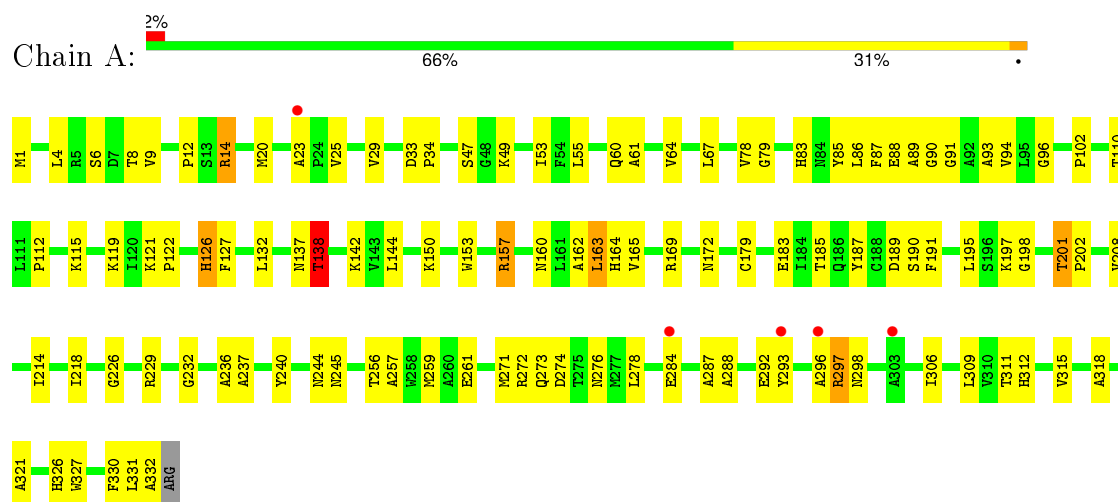 2%
Chain A:
66% 31% •
M1 L4 R5 S6 D7 T8 V9 P12 S13 R14 M20 A23 P24 V25 V29 D33 P34 S47 G48 K49 I53 F54 L55 Q60 A61 V64 L67 V78 G79 H83 N84 Y85 L86 F87 E88 A89 G90 G91 A92 A93 V94 L95 G96 P102 T110
L111 P112 K115 K119 I120 K121 P122 H126 F127 L132 N137 T138 K142 V143 L144 K150 W153 R157 N160 L161 A162 L163 H164 V165 R169 N172 C179 E183 I184 T185 Q186 Y187 C188 D189 S190 F191 L195 S196 K197 G198 T201 P202 V208
I214 I218 G226 R229 G232 A236 A237 Y240 N244 N245 T256 A257 W258 M259 A260 E261 M271 R272 Q273 D274 T275 N276 M277 L278 E284 A287 A288 E292 Y293 A296 R297 N298 A303 I306 L309 V310 T311 H312 V315 A318
A321 H326 W327 F330 L331 A332 ARG